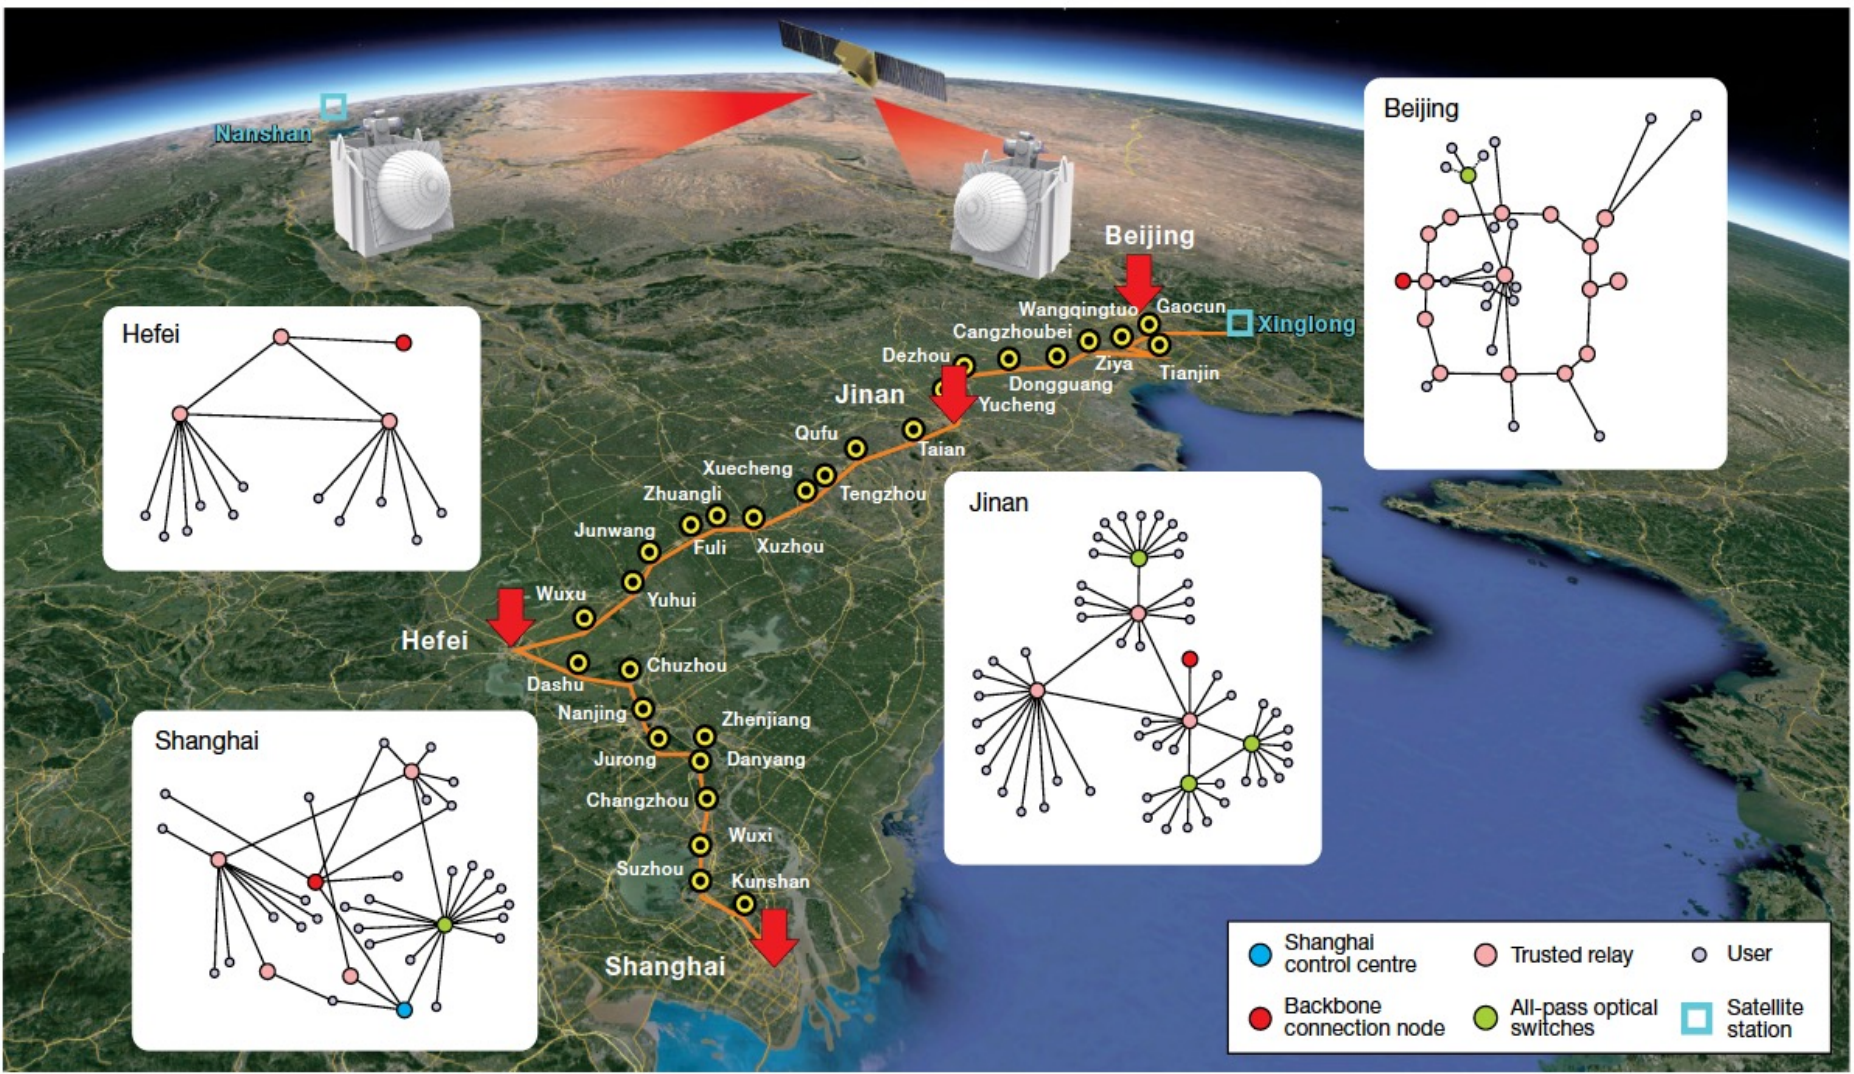 Nanshan
Beijing
Beijing
Wangqingtuo
Gaocun
Cangzhoubei
Xinglong
Dezhou
Ziya
Tianjin
Dongguang
Jinan
Yucheng
Hefei
Qufu
Taian
Xuecheng
Tengzhou
Zhuangli
Junwang
Fuli
Xuzhou
Jinan
Wuxu
Yuhui
Hefei
Chuzhou
Dashu
Nanjing
Zhenjiang
Jurong
Danyang
Shanghai
Changzhou
Wuxi
Suzhou
Kunshan
Shanghai
Shanghai
control centre
Trusted relay
User
Backbone
connection node
All-pass optical
switches
Satellite
station